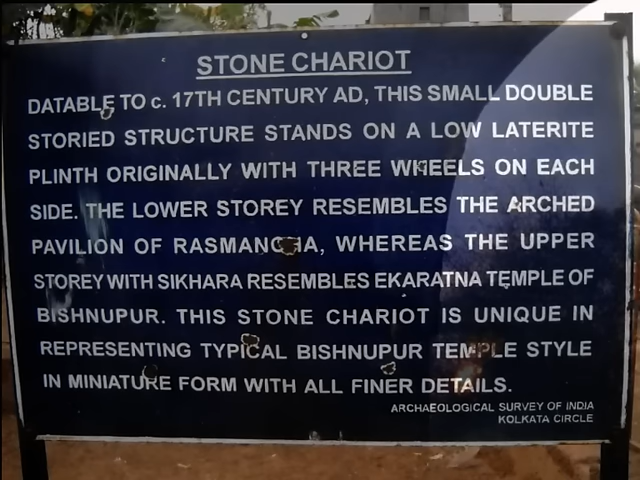 STONE CHARIOT
DATABLE TO c. 17TH CENTURY AD, THIS SMALL DOUBLE
STORIED STRUCTURE STANDS ON A LOW LATERITE
PLINTH ORIGINALLY WITH THREE WHEELS ON EACH
SIDE. THE LOWER STOREY RESEMBLES THE ARCHED
PAVILION OF RASMANCHA, WHEREAS THE UPPER
STOREY WITH SIKHARA RESEMBLES EKARATNA TEMPLE OF
BISHNUPUR. THIS STONE CHARIOT IS UNIQUE IN
REPRESENTING TYPICAL BISHNUPUR TEMPLE STYLE
IN MINIATURE FORM WITH ALL FINER DETAILS.
ARCHAEOLOGICAL SURVEY OF INDIA
KOLKATA CIRCLE